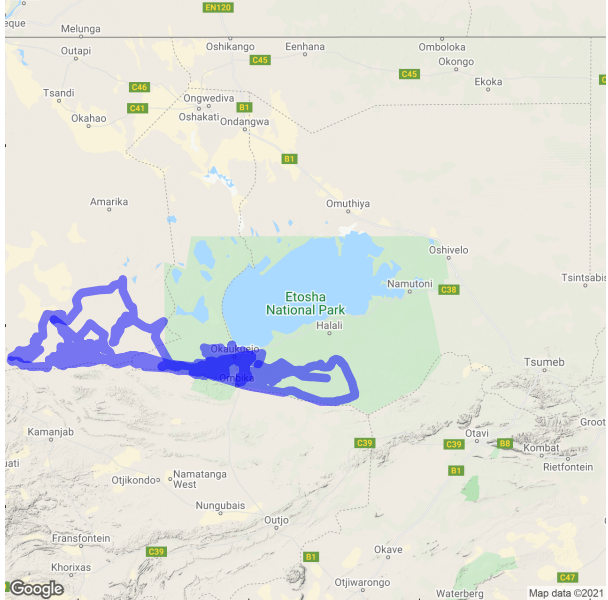 EN120
eque
Melunga
Outapi
Oshikango
Eenhana
Omboloka
Okongo
C45
C45
C46
Ekoka
Tsandi
Ongwediva
C41
B1
Oshakati
Okahao
Ondangwa
B1
Amarika
Omuthiya
Oshivelo
Namutoni
Tsintsabis
C38
Etosha
National Park
Halali
Okaukuejo
Ombika
Tsumeb
Kamanjab
Otavi
Groot
C39
C39
B8
Kombat
uati
B1
Rietfontein
Otjikondo
Namatanga
West
Nungubais
Outjo
Fransfontein
C39
B1
Okave
Khorixas
C47
Otjiwarongo
Waterberg
Google
Map data ©2021